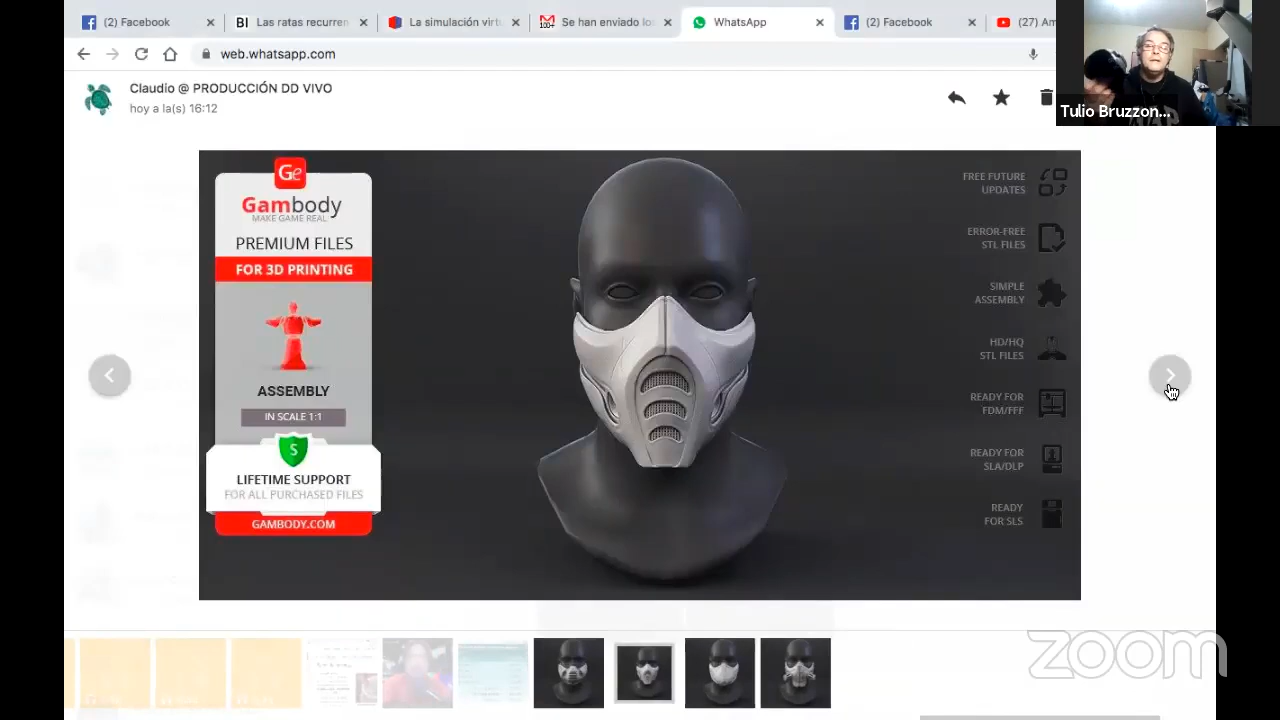 (2) Facebook
BI Las ratas recurren
La simulación virt
100+
Se han enviado lo
WhatsApp
(2) Facebook
(27) Am
web.whatsapp.com
Claudio @ PRODUCCIÓN DD VIVO
hoy a la(s) 16:12
Tulio Bruzzon...
Ge
Gambody
MAKE GAME REAL
PREMIUM FILES
FOR 3D PRINTING
ASSEMBLY
IN SCALE 1:1
S
LIFETIME SUPPORT
FOR ALL PURCHASED FILES
GAMBODY.COM
FREE FUTURE
UPDATES
ERROR-FREE
STL FILES
SIMPLE
ASSEMBLY
HD/HQ
STL FILES
READY FOR
FDM/FFF
READY FOR
SLA/DLP
READY
FOR SLS
zoom